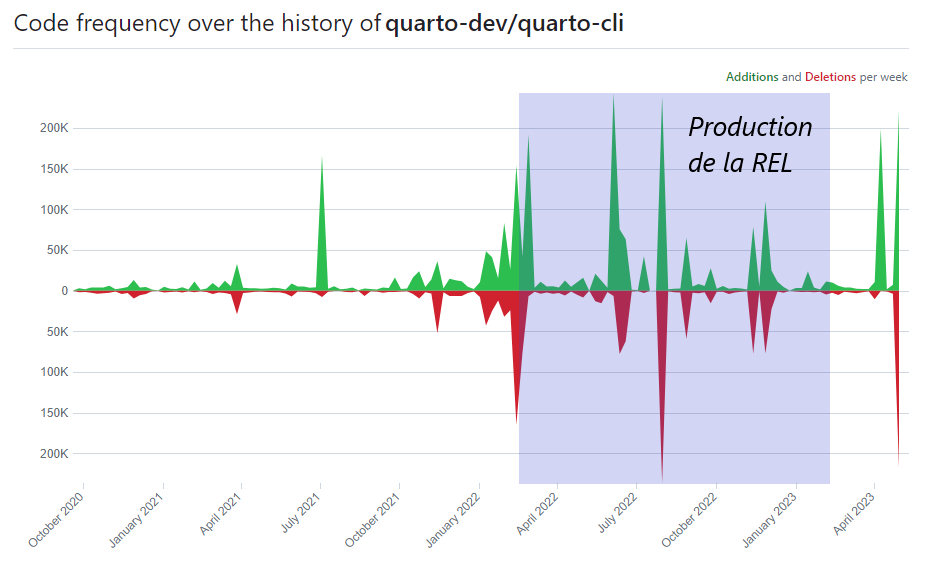 Code frequency over the history of quarto-dev/quarto-cli
Additions and Deletions per week
Production
de la REL
200K
150K
100K
50K
0
50K
100K
150K
200K
October 2020
January 2021
April 2021
July 2021
October 2021
January 2022
April 2022
July 2022
October 2022
January 2023
April 2023